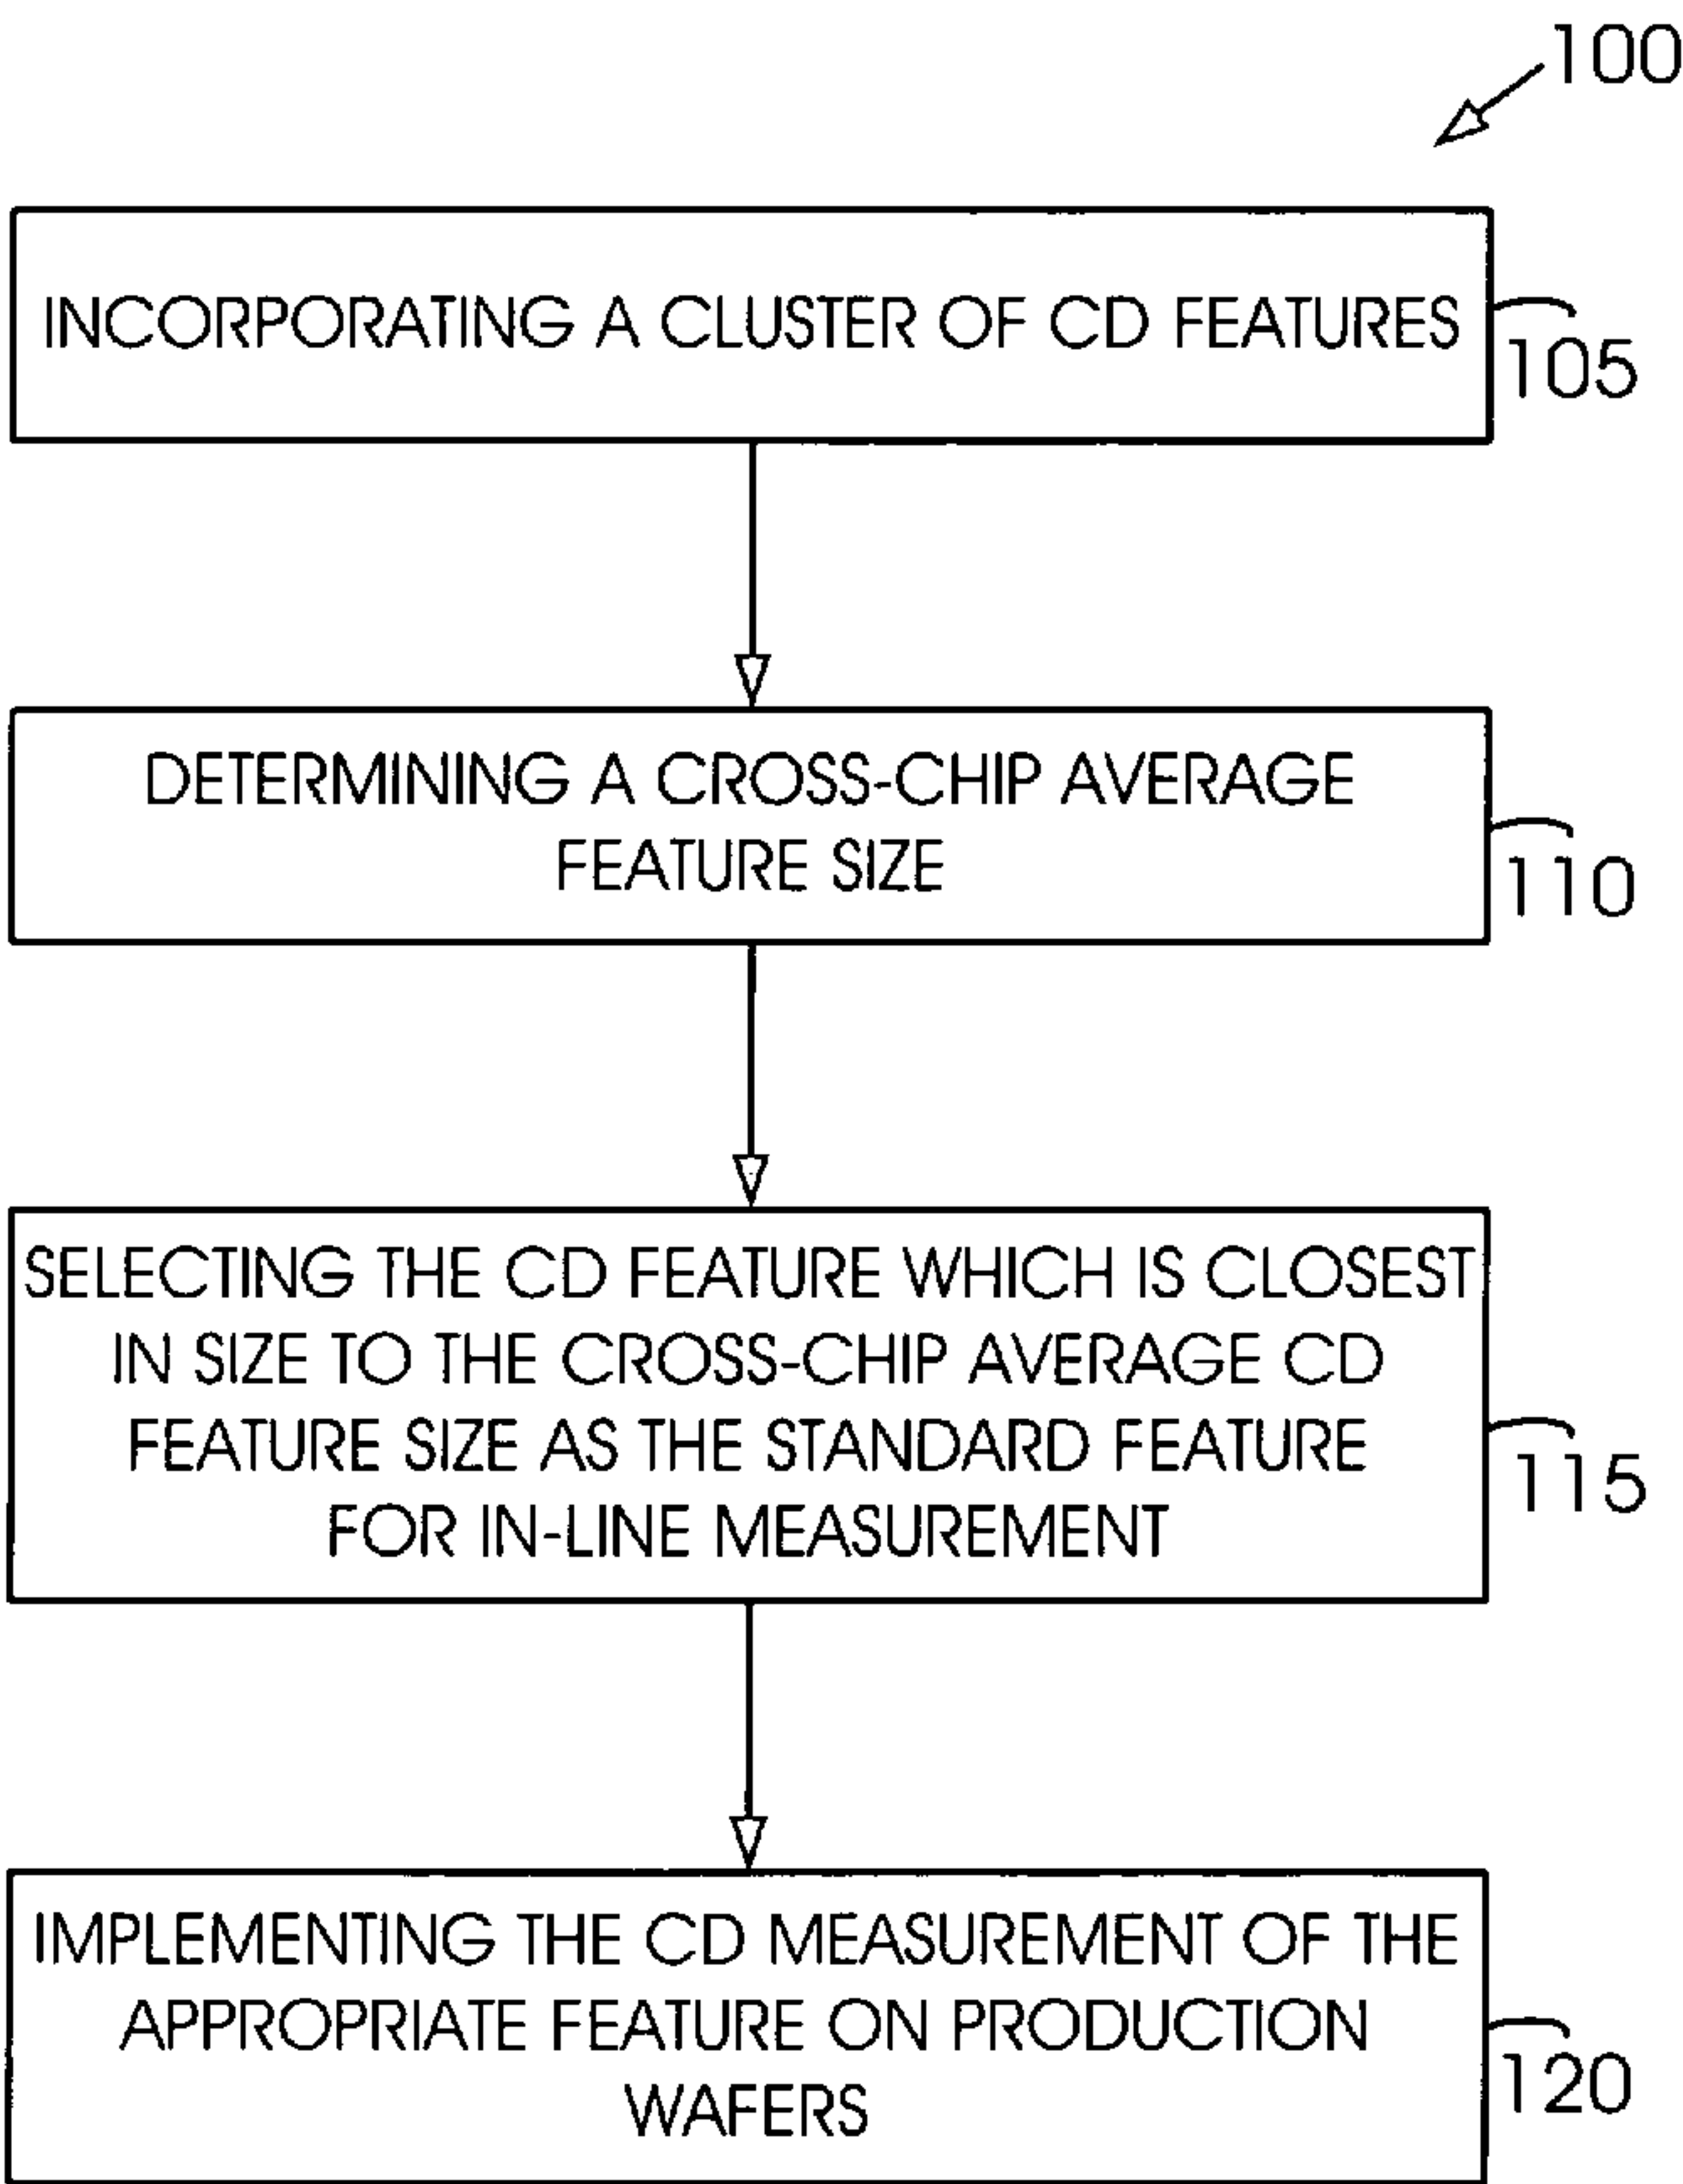 100
INCORPORATING A CLUSTER OF CD FEATURES
105
DETERMINING A CROSS-CHIP AVERAGE
FEATURE SIZE
110
SELECTING THE CD FEATURE WHICH IS CLOSEST
IN SIZE TO THE CROSS-CHIP AVERAGE CD
FEATURE SIZE AS THE STANDARD FEATURE
FOR IN-LINE MEASUREMENT
115
IMPLEMENTING THE CD MEASUREMENT OF THE
APPROPRIATE FEATURE ON PRODUCTION
WAFERS
120